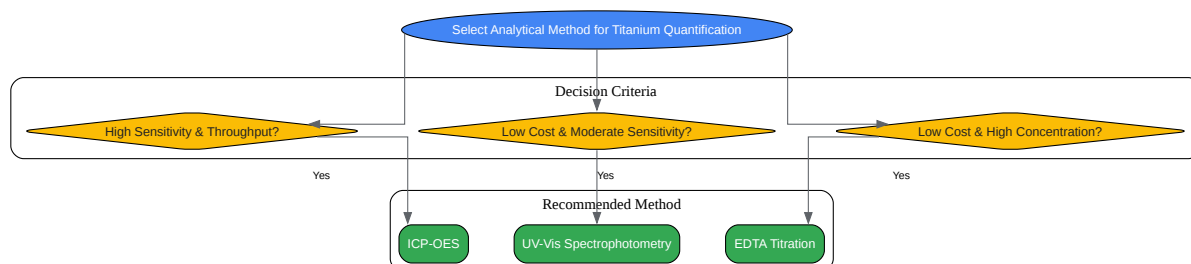 Select Analytical Method for Titanium Quantification
Decision Criteria
High Sensitivity & Throughput?
Low Cost & Moderate Sensitivity?
Low Cost & High Concentration?
Yes
Yes
Yes
Recommended Method
ICP-OES
UV-Vis Spectrophotometry
EDTA Titration